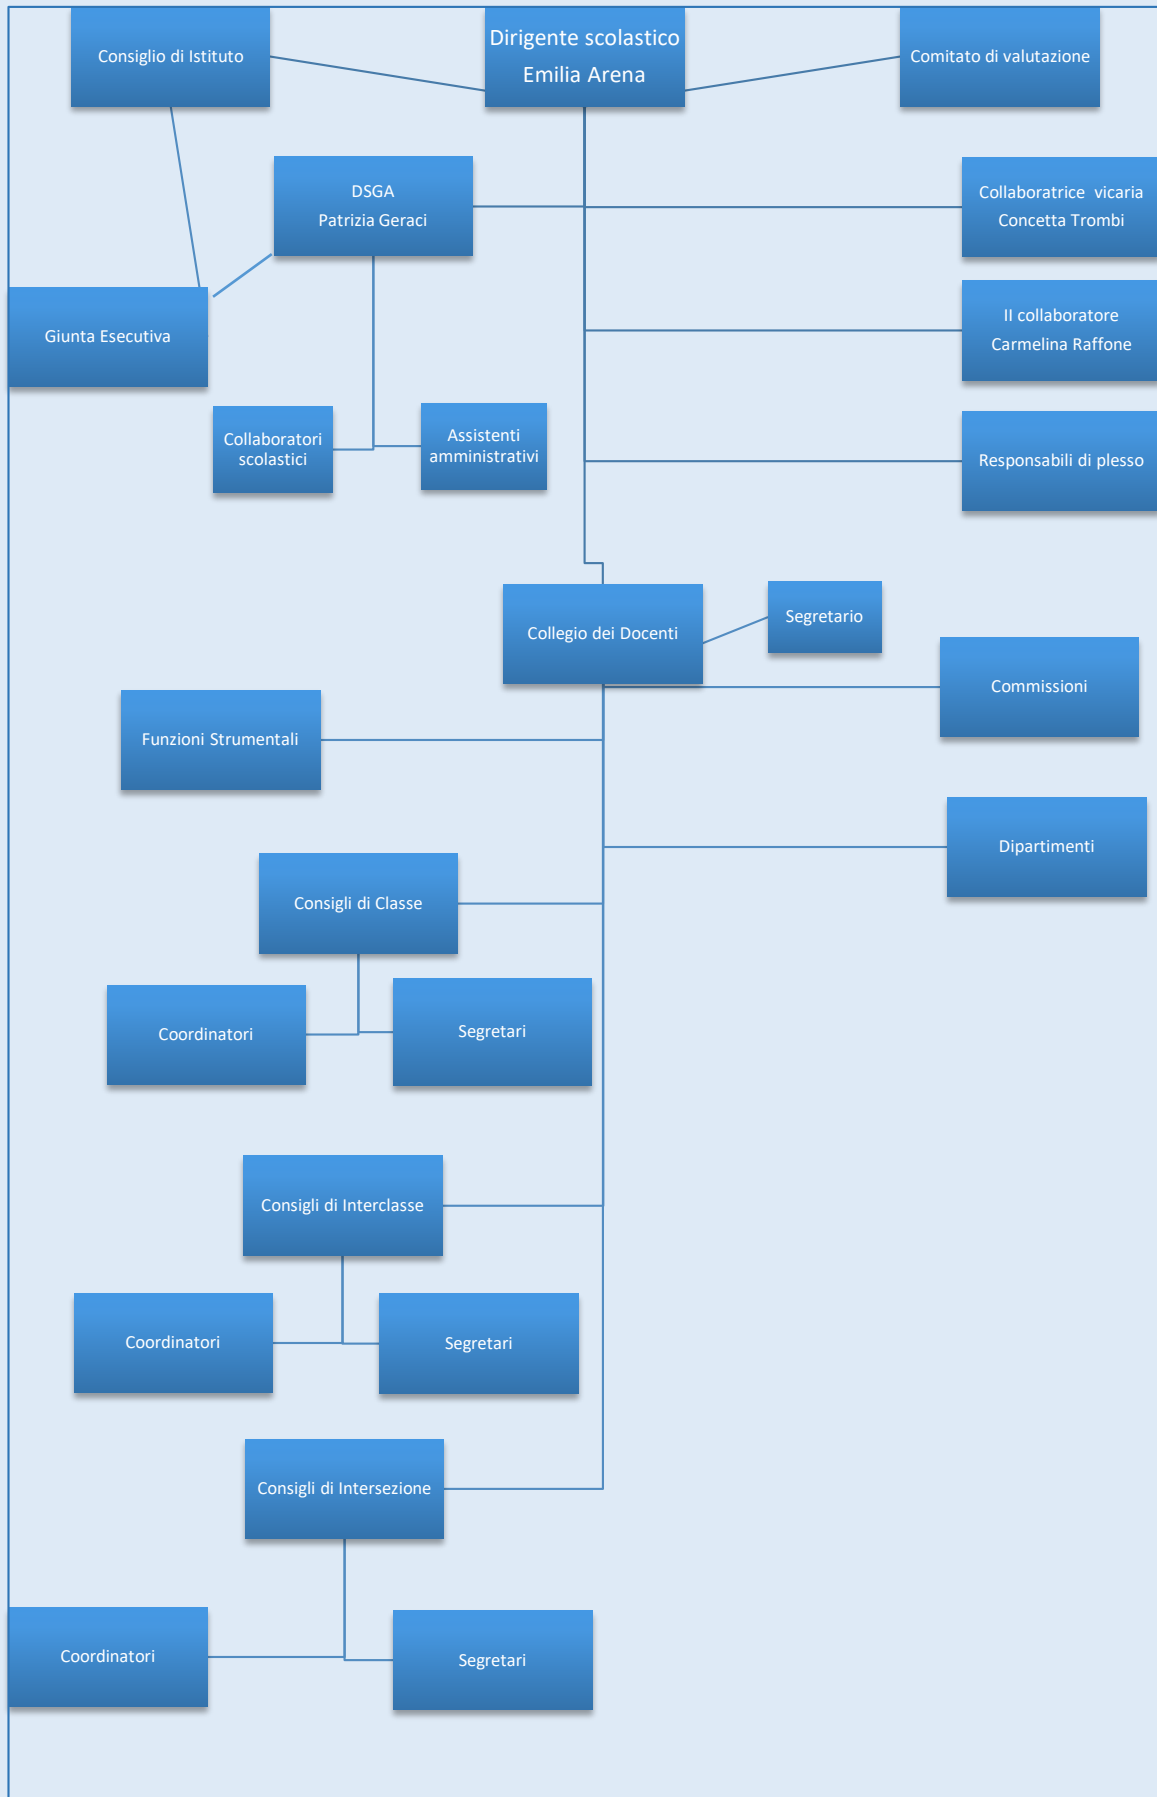 Consiglio di Istituto
Dirigente scolastico
Emilia Arena
Comitato di valutazione
DSGA
Patrizia Geraci
Collaboratrice vicaria
Concetta Trombi
Giunta Esecutiva
II collaboratore
Carmelina Raffone
Collaboratori
scolastici
Assistenti
amministrativi
Responsabili di plesso
Collegio dei Docenti
Segretario
Commissioni
Funzioni Strumentali
Dipartimenti
Consigli di Classe
Coordinatori
Segretari
Consigli di Interclasse
Coordinatori
Segretari
Consigli di Intersezione
Coordinatori
Segretari